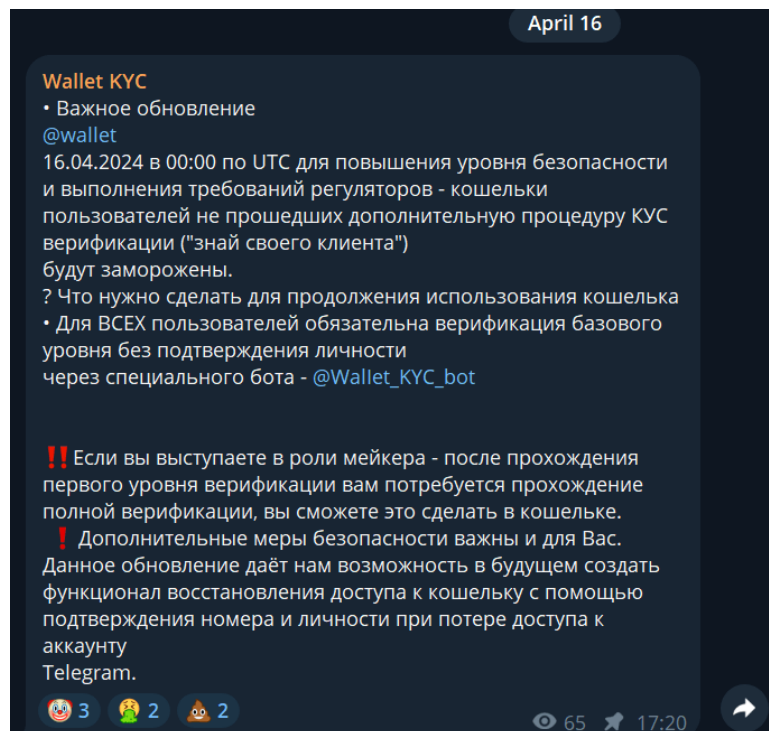 April 16
Wallet KYC
• Важное обновление
@wallet
16.04.2024 в 00:00 по UTC для повышения уровня безопасности
и выполнения требований регуляторов - кошельки
пользователей не прошедших дополнительную процедуру КУС
верификации ("знай своего клиента")
будут заморожены.
? Что нужно сделать для продолжения использования кошелька
• Для ВСЕХ пользователей обязательна верификация базового
уровня без подтверждения личности
через специального бота - @Wallet_KYC_bot
‼️Если вы выступаете в роли мейкера - после прохождения
первого уровня верификации вам потребуется прохождение
полной верификации, вы сможете это сделать в кошельке.
❗ Дополнительные меры безопасности важны и для Вас.
Данное обновление даёт нам возможность в будущем создать
функционал восстановления доступа к кошельку с помощью
подтверждения номера и личности при потере доступа к
аккаунту
Telegram.
🤡 3 🤮 2 💩 2
65 17:20